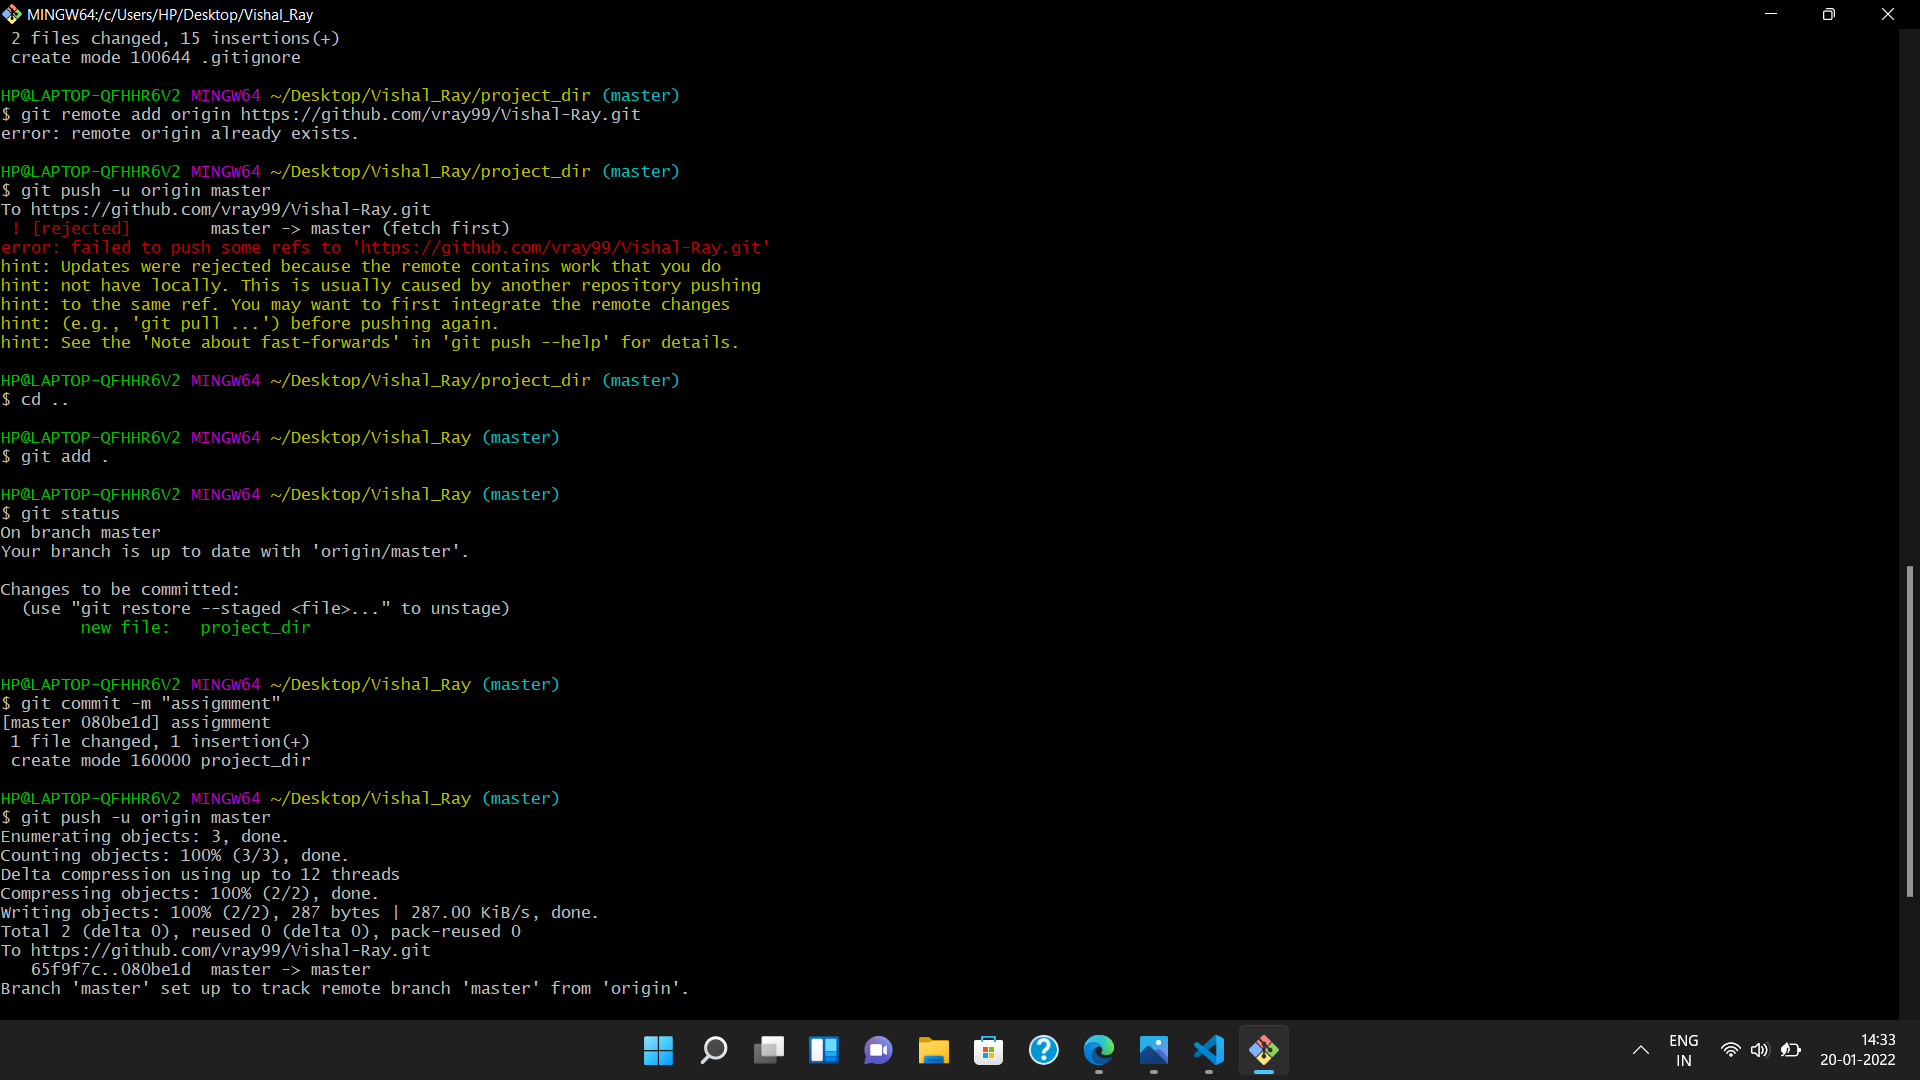 MINGW64:/c/Users/HP/Desktop/Vishal_Ray
2 files changed, 15 insertions(+)
create mode 100644 .gitignore
HP@LAPTOP-QFHHR6V2 MINGW64 ~/Desktop/Vishal_Ray/project_dir (master)
$ git remote add origin https://github.com/vray99/Vishal-Ray.git
error: remote origin already exists.
HP@LAPTOP-QFHHR6V2 MINGW64 ~/Desktop/Vishal_Ray/project_dir (master)
$ git push -u origin master
To https://github.com/vray99/Vishal-Ray.git
! [rejected]        master -> master (fetch first)
error: failed to push some refs to 'https://github.com/vray99/Vishal-Ray.git'
hint: Updates were rejected because the remote contains work that you do
hint: not have locally. This is usually caused by another repository pushing
hint: to the same ref. You may want to first integrate the remote changes
hint: (e.g., 'git pull ...') before pushing again.
hint: See the 'Note about fast-forwards' in 'git push --help' for details.
HP@LAPTOP-QFHHR6V2 MINGW64 ~/Desktop/Vishal_Ray/project_dir (master)
$ cd ..
HP@LAPTOP-QFHHR6V2 MINGW64 ~/Desktop/Vishal_Ray (master)
$ git add .
HP@LAPTOP-QFHHR6V2 MINGW64 ~/Desktop/Vishal_Ray (master)
$ git status
On branch master
Your branch is up to date with 'origin/master'.
Changes to be committed:
(use "git restore --staged <file>..." to unstage)
new file:   project_dir
HP@LAPTOP-QFHHR6V2 MINGW64 ~/Desktop/Vishal_Ray (master)
$ git commit -m "assigmment"
[master 080be1d] assigmment
1 file changed, 1 insertion(+)
create mode 160000 project_dir
HP@LAPTOP-QFHHR6V2 MINGW64 ~/Desktop/Vishal_Ray (master)
$ git push -u origin master
Enumerating objects: 3, done.
Counting objects: 100% (3/3), done.
Delta compression using up to 12 threads
Compressing objects: 100% (2/2), done.
Writing objects: 100% (2/2), 287 bytes | 287.00 KiB/s, done.
Total 2 (delta 0), reused 0 (delta 0), pack-reused 0
To https://github.com/vray99/Vishal-Ray.git
65f9f7c..080be1d  master -> master
Branch 'master' set up to track remote branch 'master' from 'origin'.
ENG
IN
14:33
20-01-2022